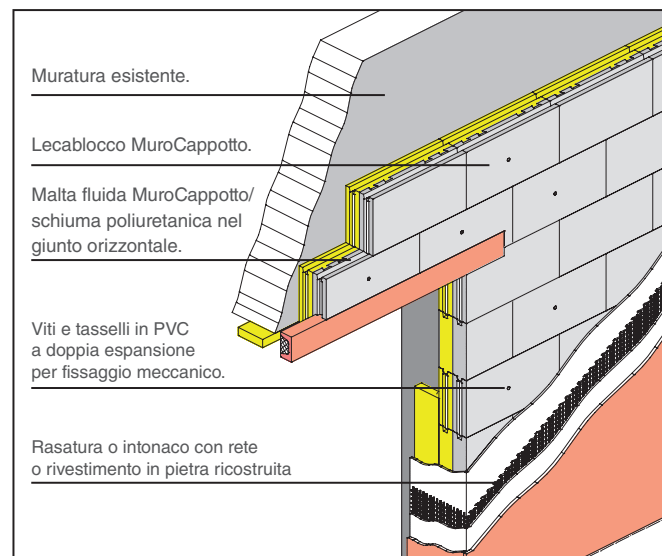 Muratura esistente.
Lecablocco MuroCappotto.
Malta fluida MuroCappotto/
schiuma poliuretanica nel
giunto orizzontale.
Viti e tasselli in PVC
a doppia espansione
per fissaggio meccanico.
Rasatura o intonaco con rete
o rivestimento in pietra ricostruita